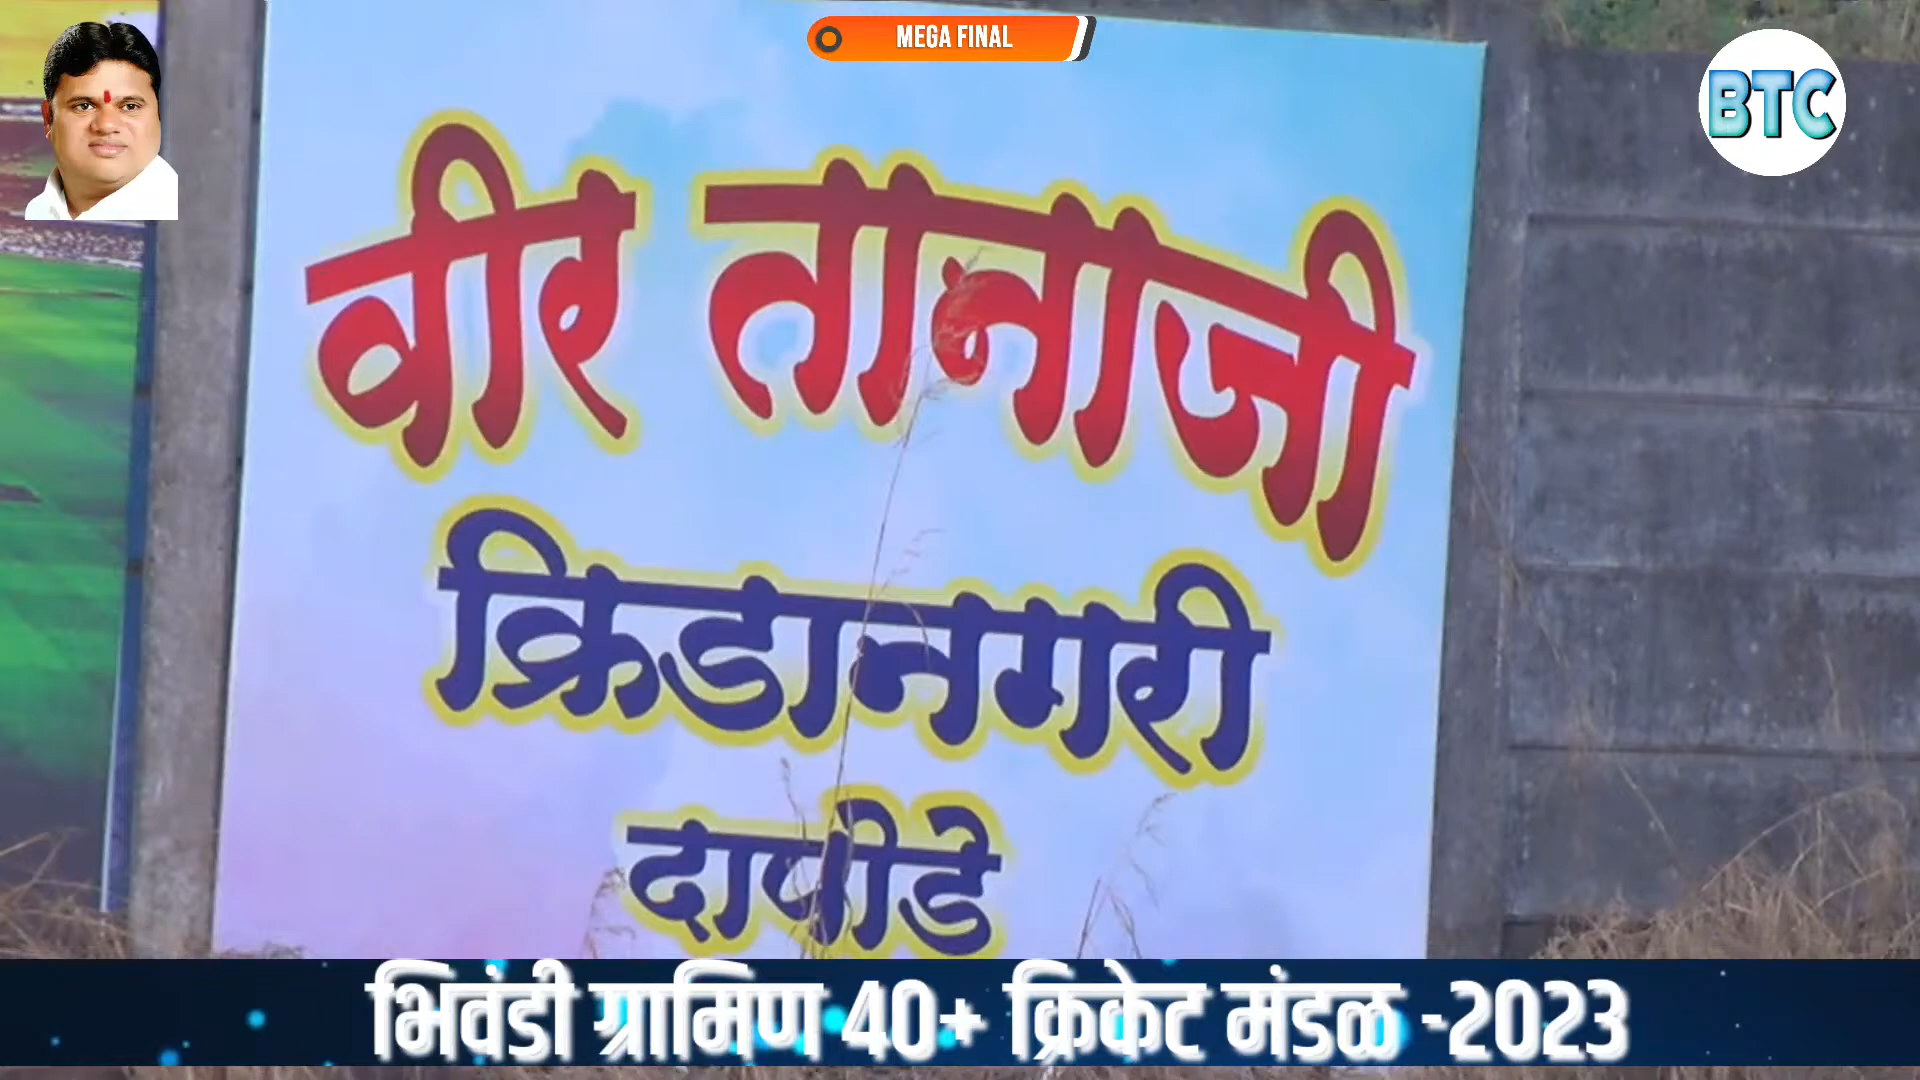 MEGA FINAL
BTC
वीर तानाजी
क्रिडानगरी
दापोडे
भिवंडी ग्रामिण 40+ क्रिकेट मंडळ -2023